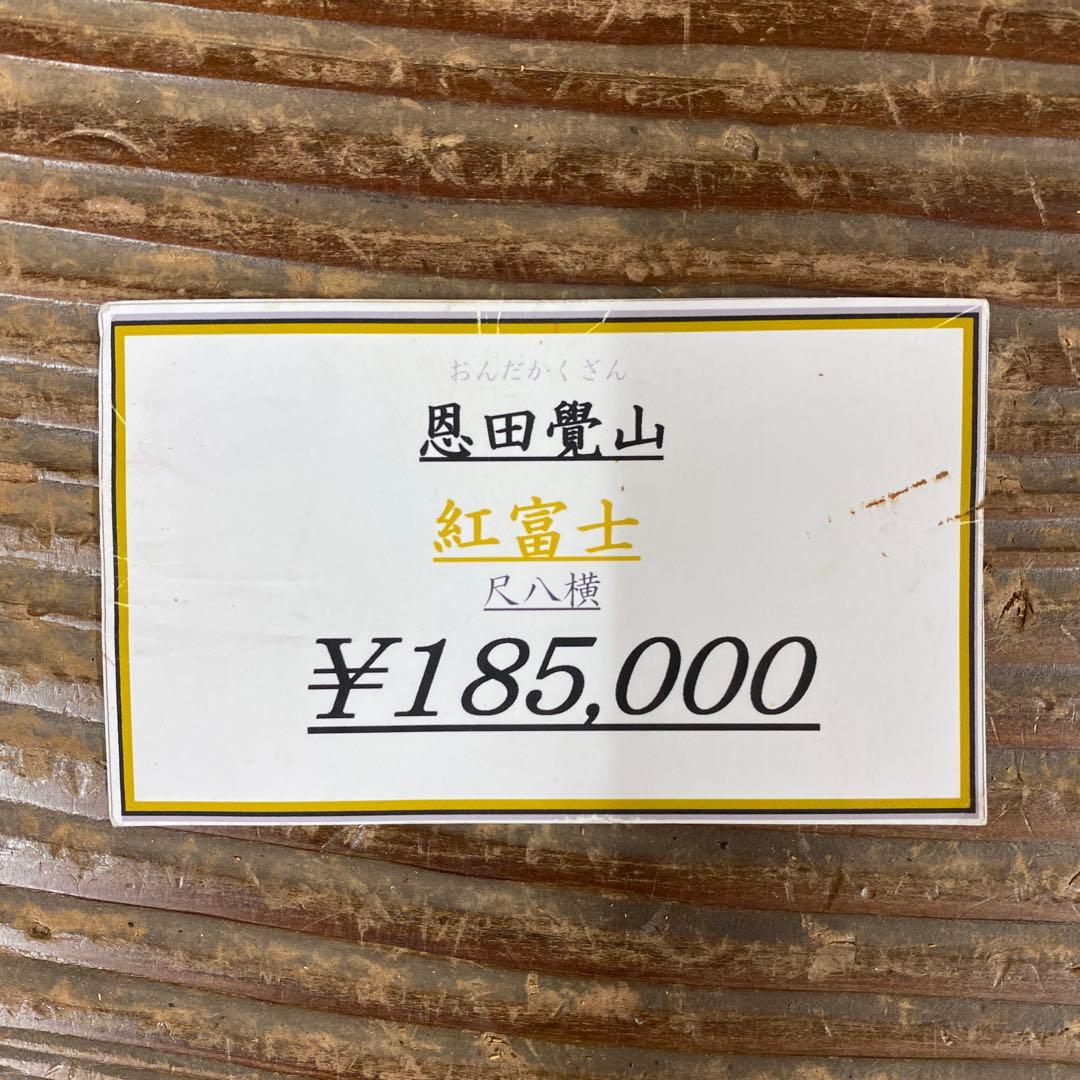 おんだかくざん
恩田覺山
紅富士
尺八横
¥185,000